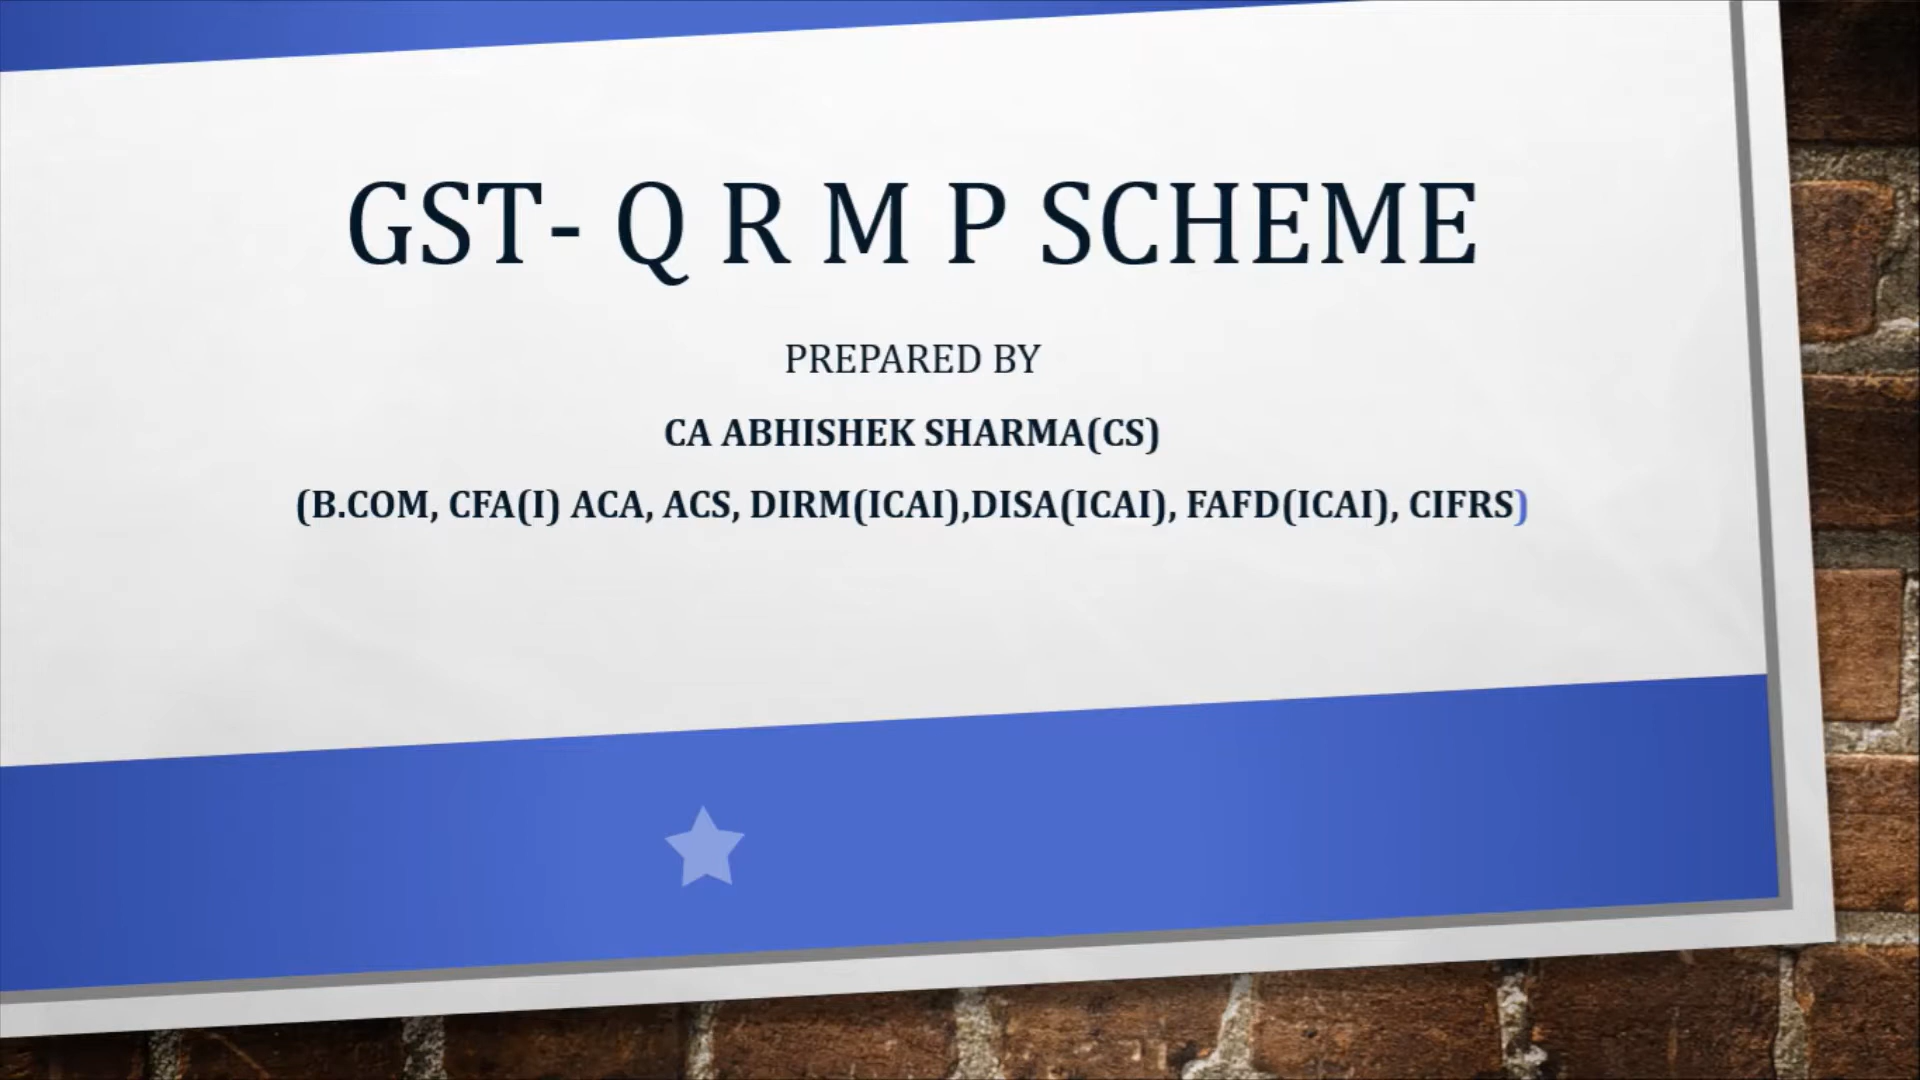 GST- Q R M P SCHEME
PREPARED BY
CA ABHISHEK SHARMA(CS)
(B.COM, CFA(I) ACA, ACS, DIRM(ICAI),DISA(ICAI), FAFD(ICAI), CIFRS)